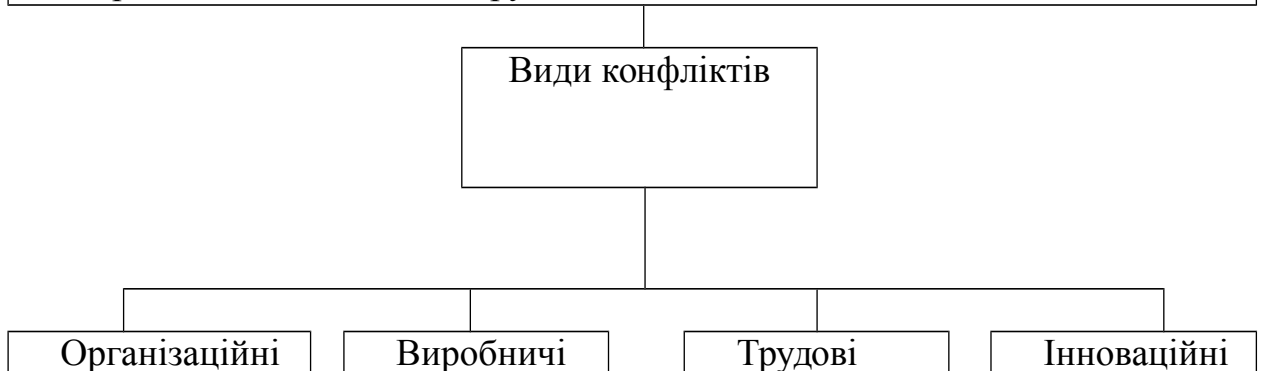 Види конфліктів
Організаційні Виробничі Трудові Інноваційні